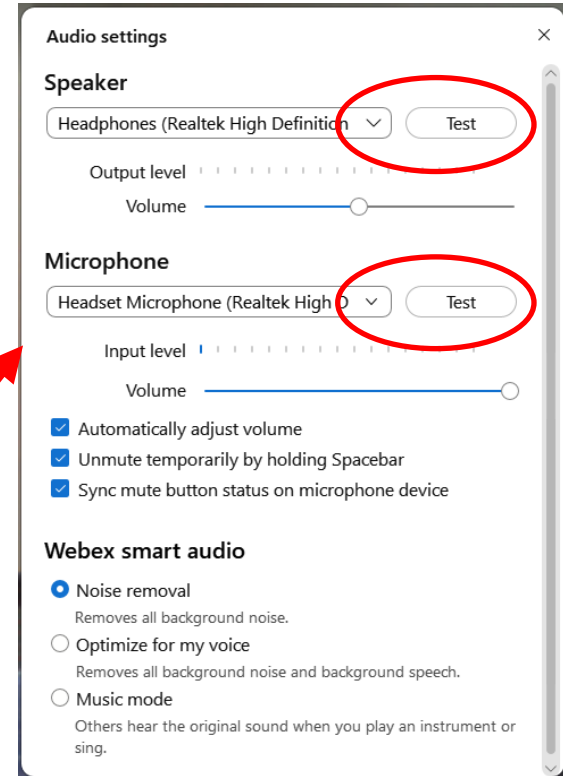 Audio settings
Speaker
Headphones (Realtek High Definition
Test
Output level
Volume
Microphone
Headset Microphone (Realtek High D
Test
Input level
Volume
Automatically adjust volume
Unmute temporarily by holding Spacebar
Sync mute button status on microphone device
Webex smart audio
Noise removal
Removes all background noise.
Optimize for my voice
Removes all background noise and background speech.
Music mode
Others hear the original sound when you play an instrument or
sing.